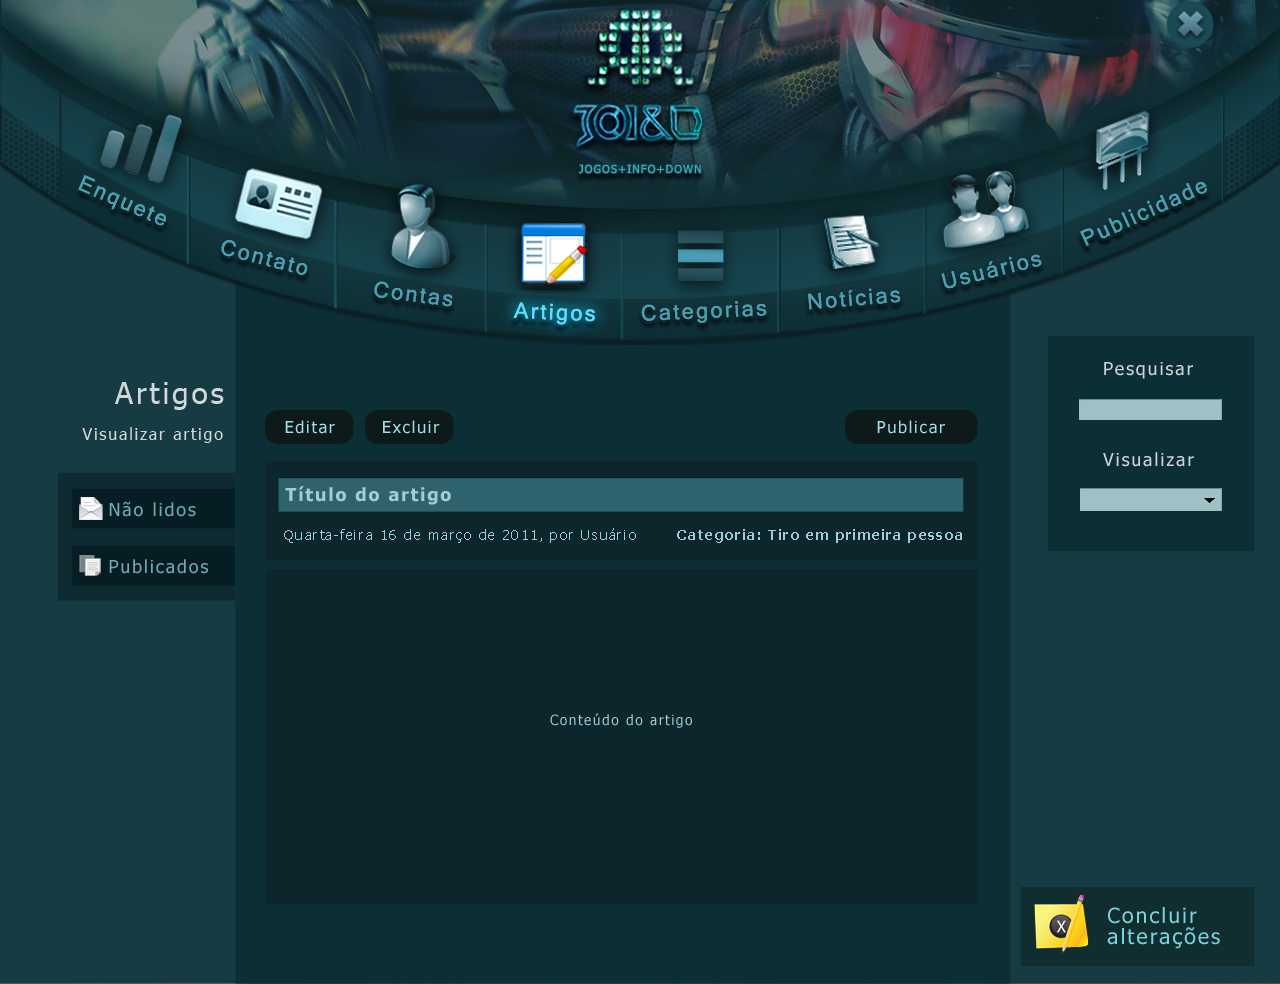 JOI&D
JOGOS+INFO+DOWN
Enquete
Contato
Contas
Artigos
Categorias
Notícias
Usuários
Publicidade
Artigos
Visualizar artigo
Não lidos
Publicados
Editar
Excluir
Publicar
Título do artigo
Quarta-feira 16 de março de 2011, por Usuário
Categoria: Tiro em primeira pessoa
Conteúdo do artigo
Pesquisar
Visualizar
X
Concluir
alterações